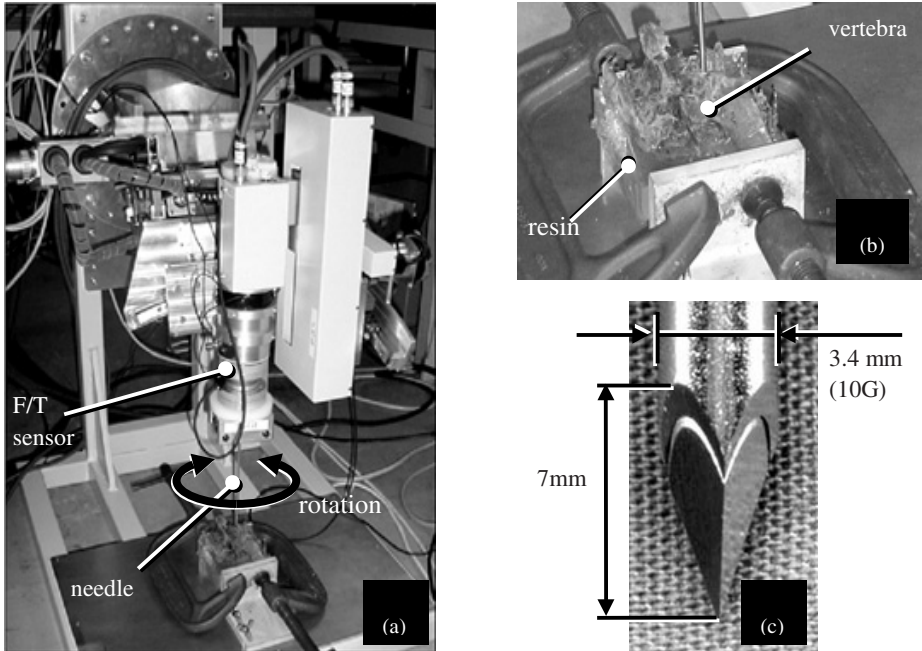 F/T
sensor
rotation
needle
(a)
vertebra
resin
(b)
3.4 mm
(10G)
7mm
(c)